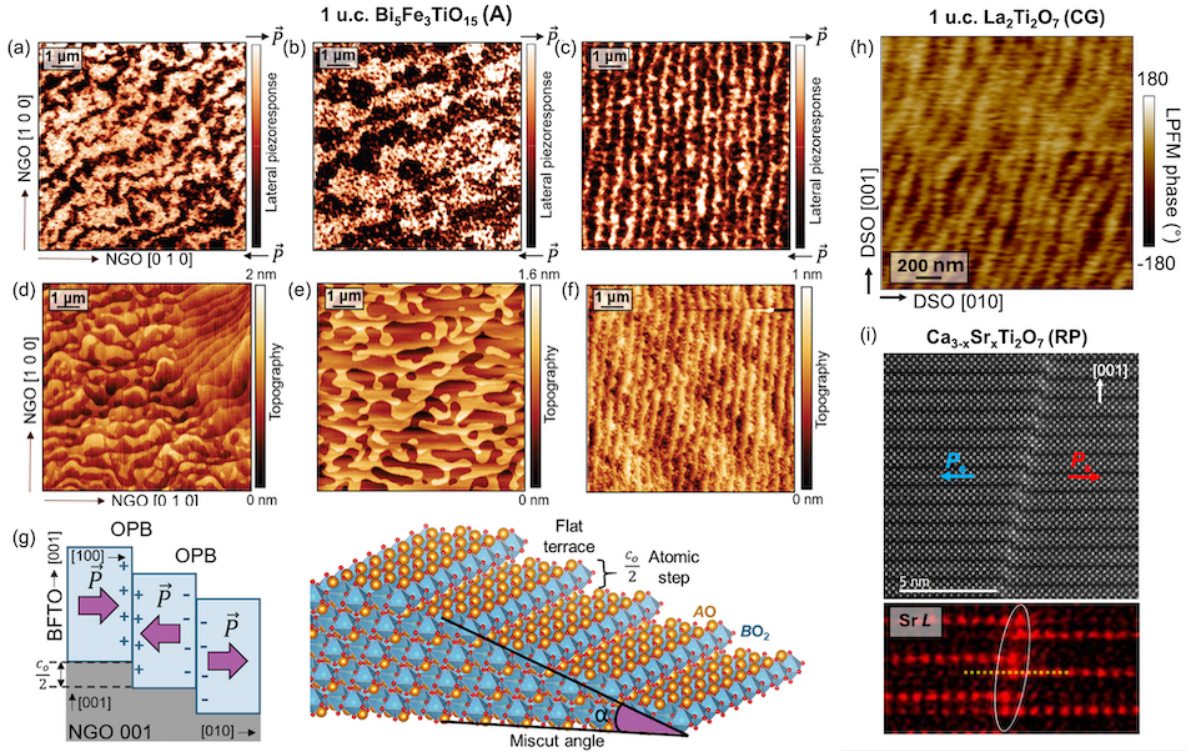 1 u.c. Bi₅Fe₃TiO₁₅ (A)
1 u.c. La₂Ti₂O₇ (CG)
(a)
1 µm
NGO [1 0 0]
NGO [0 1 0]
P
Lateral piezoresponse
P
(b)
1 µm
P
Lateral piezoresponse
P
(c)
1 µm
P
Lateral piezoresponse
P
(h)
DSO [001]
200 nm
DSO [010]
180
LPFM phase (°)
-180
(d)
1 µm
NGO [1 0 0]
NGO [0 1 0]
2 nm
Topography
0 nm
(e)
1 µm
1.6 nm
Topography
0 nm
(f)
1 µm
1 nm
Topography
0 nm
(i)
Ca₃₋ₓSrₓTi₂O₇ (RP)
[001]
Pₛ
Pₛ
5 nm
Sr L
(g)
OPB
OPB
BFTO [001]
[100]
P
P
P
c₀/2
[001]
NGO 001
[010]
Flat
terrace
c₀/2
Atomic
step
AO
BO₂
α
Miscut angle